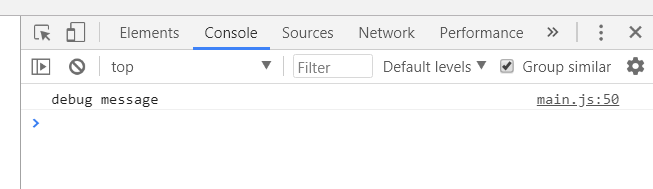 Elements Console Sources Network Performance »
top Filter Default levels Group similar
debug message main.js:50